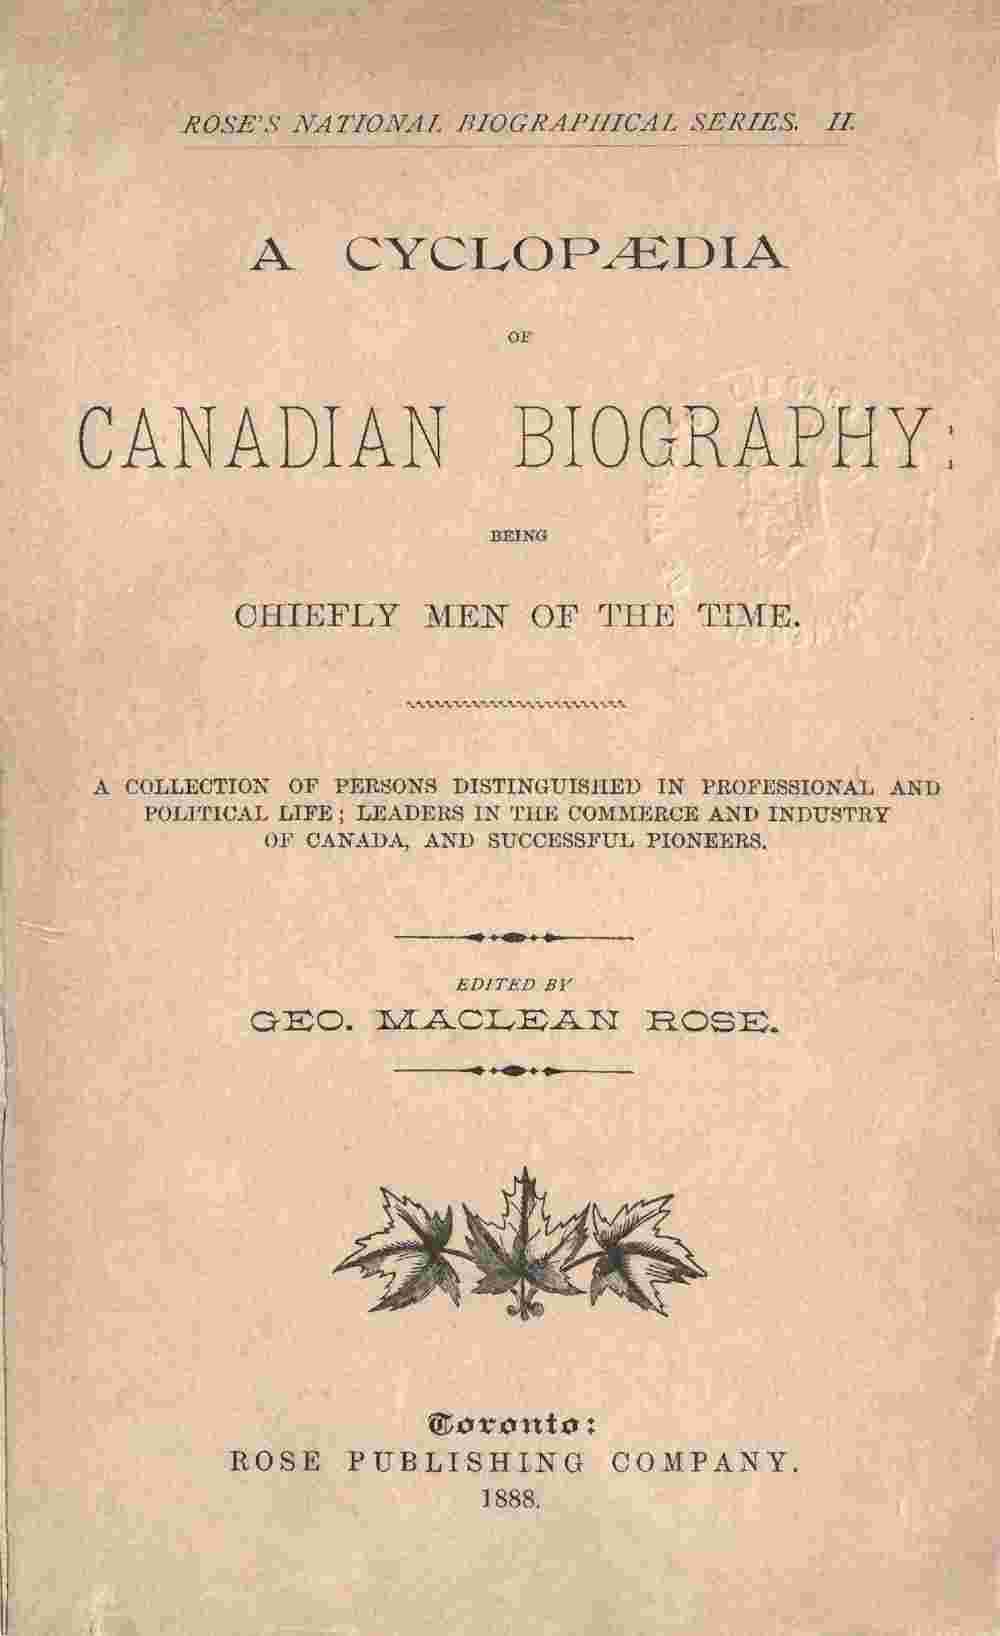 ROSE'S NATIONAL BIOGRAPHICAL SERIES. II.
A CYCLOPÆDIA
OF
CANADIAN BIOGRAPHY:
BEING
CHIEFLY MEN OF THE TIME.
A COLLECTION OF PERSONS DISTINGUISHED IN PROFESSIONAL AND
POLITICAL LIFE; LEADERS IN THE COMMERCE AND INDUSTRY
OF CANADA, AND SUCCESSFUL PIONEERS.
EDITED BY
GEO. MACLEAN ROSE.
Toronto:
ROSE PUBLISHING COMPANY.
1888.